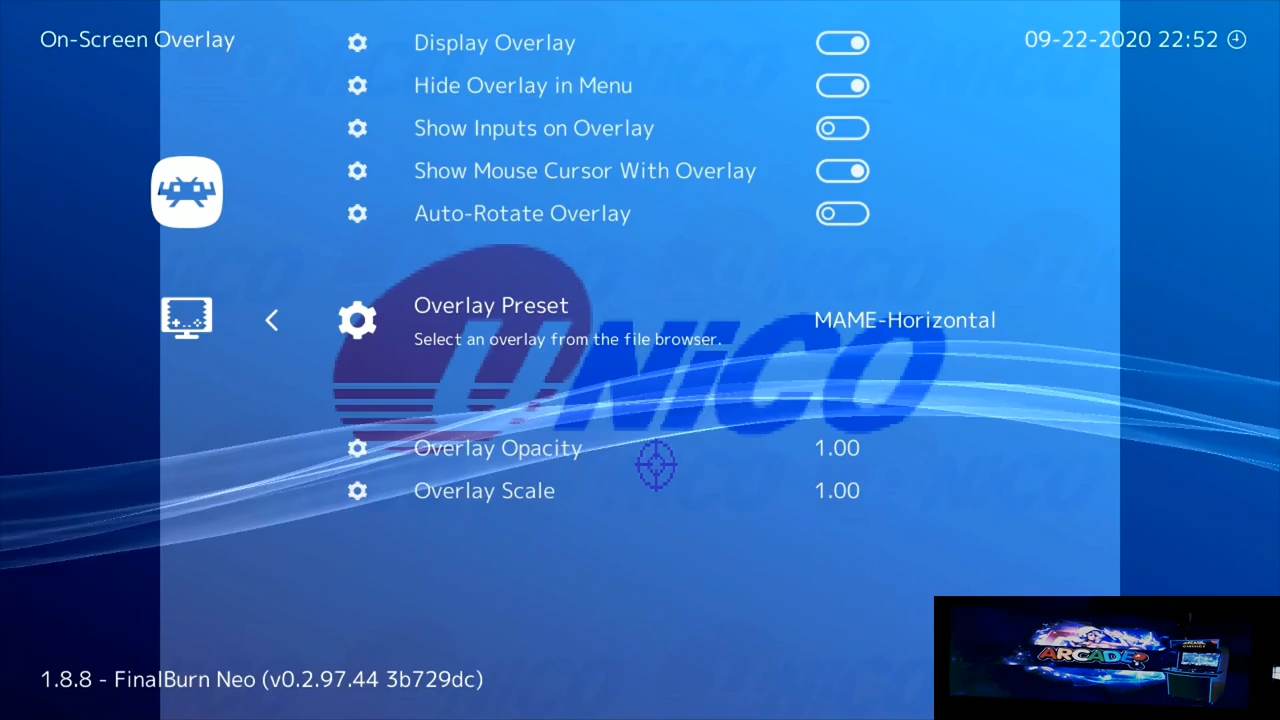 On-Screen Overlay
09-22-2020 22:52
Display Overlay
Hide Overlay in Menu
Show Inputs on Overlay
Show Mouse Cursor With Overlay
Auto-Rotate Overlay
Overlay Preset
Select an overlay from the file browser.
MAME-Horizontal
UNiCO
Overlay Opacity 1.00
Overlay Scale 1.00
ARCADE
1.8.8 - FinalBurn Neo (v0.2.97.44 3b729dc)